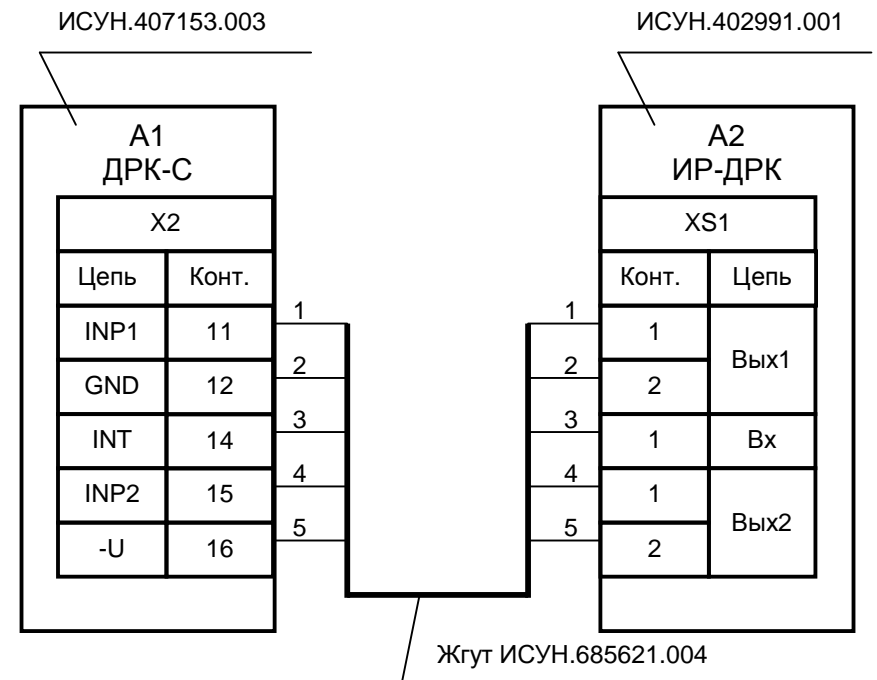 ИСУН.407153.003
ИСУН.402991.001
А1
ДРК-С
Х2
Цепь Конт.
INP1 11 1
GND 12 2
INT 14 3
INP2 15 4
-U 16 5
А2
ИР-ДРК
XS1
Конт. Цепь
1 1 Вых1
2 2
3 1 Вх
4 1 Вых2
5 2
Жгут ИСУН.685621.004